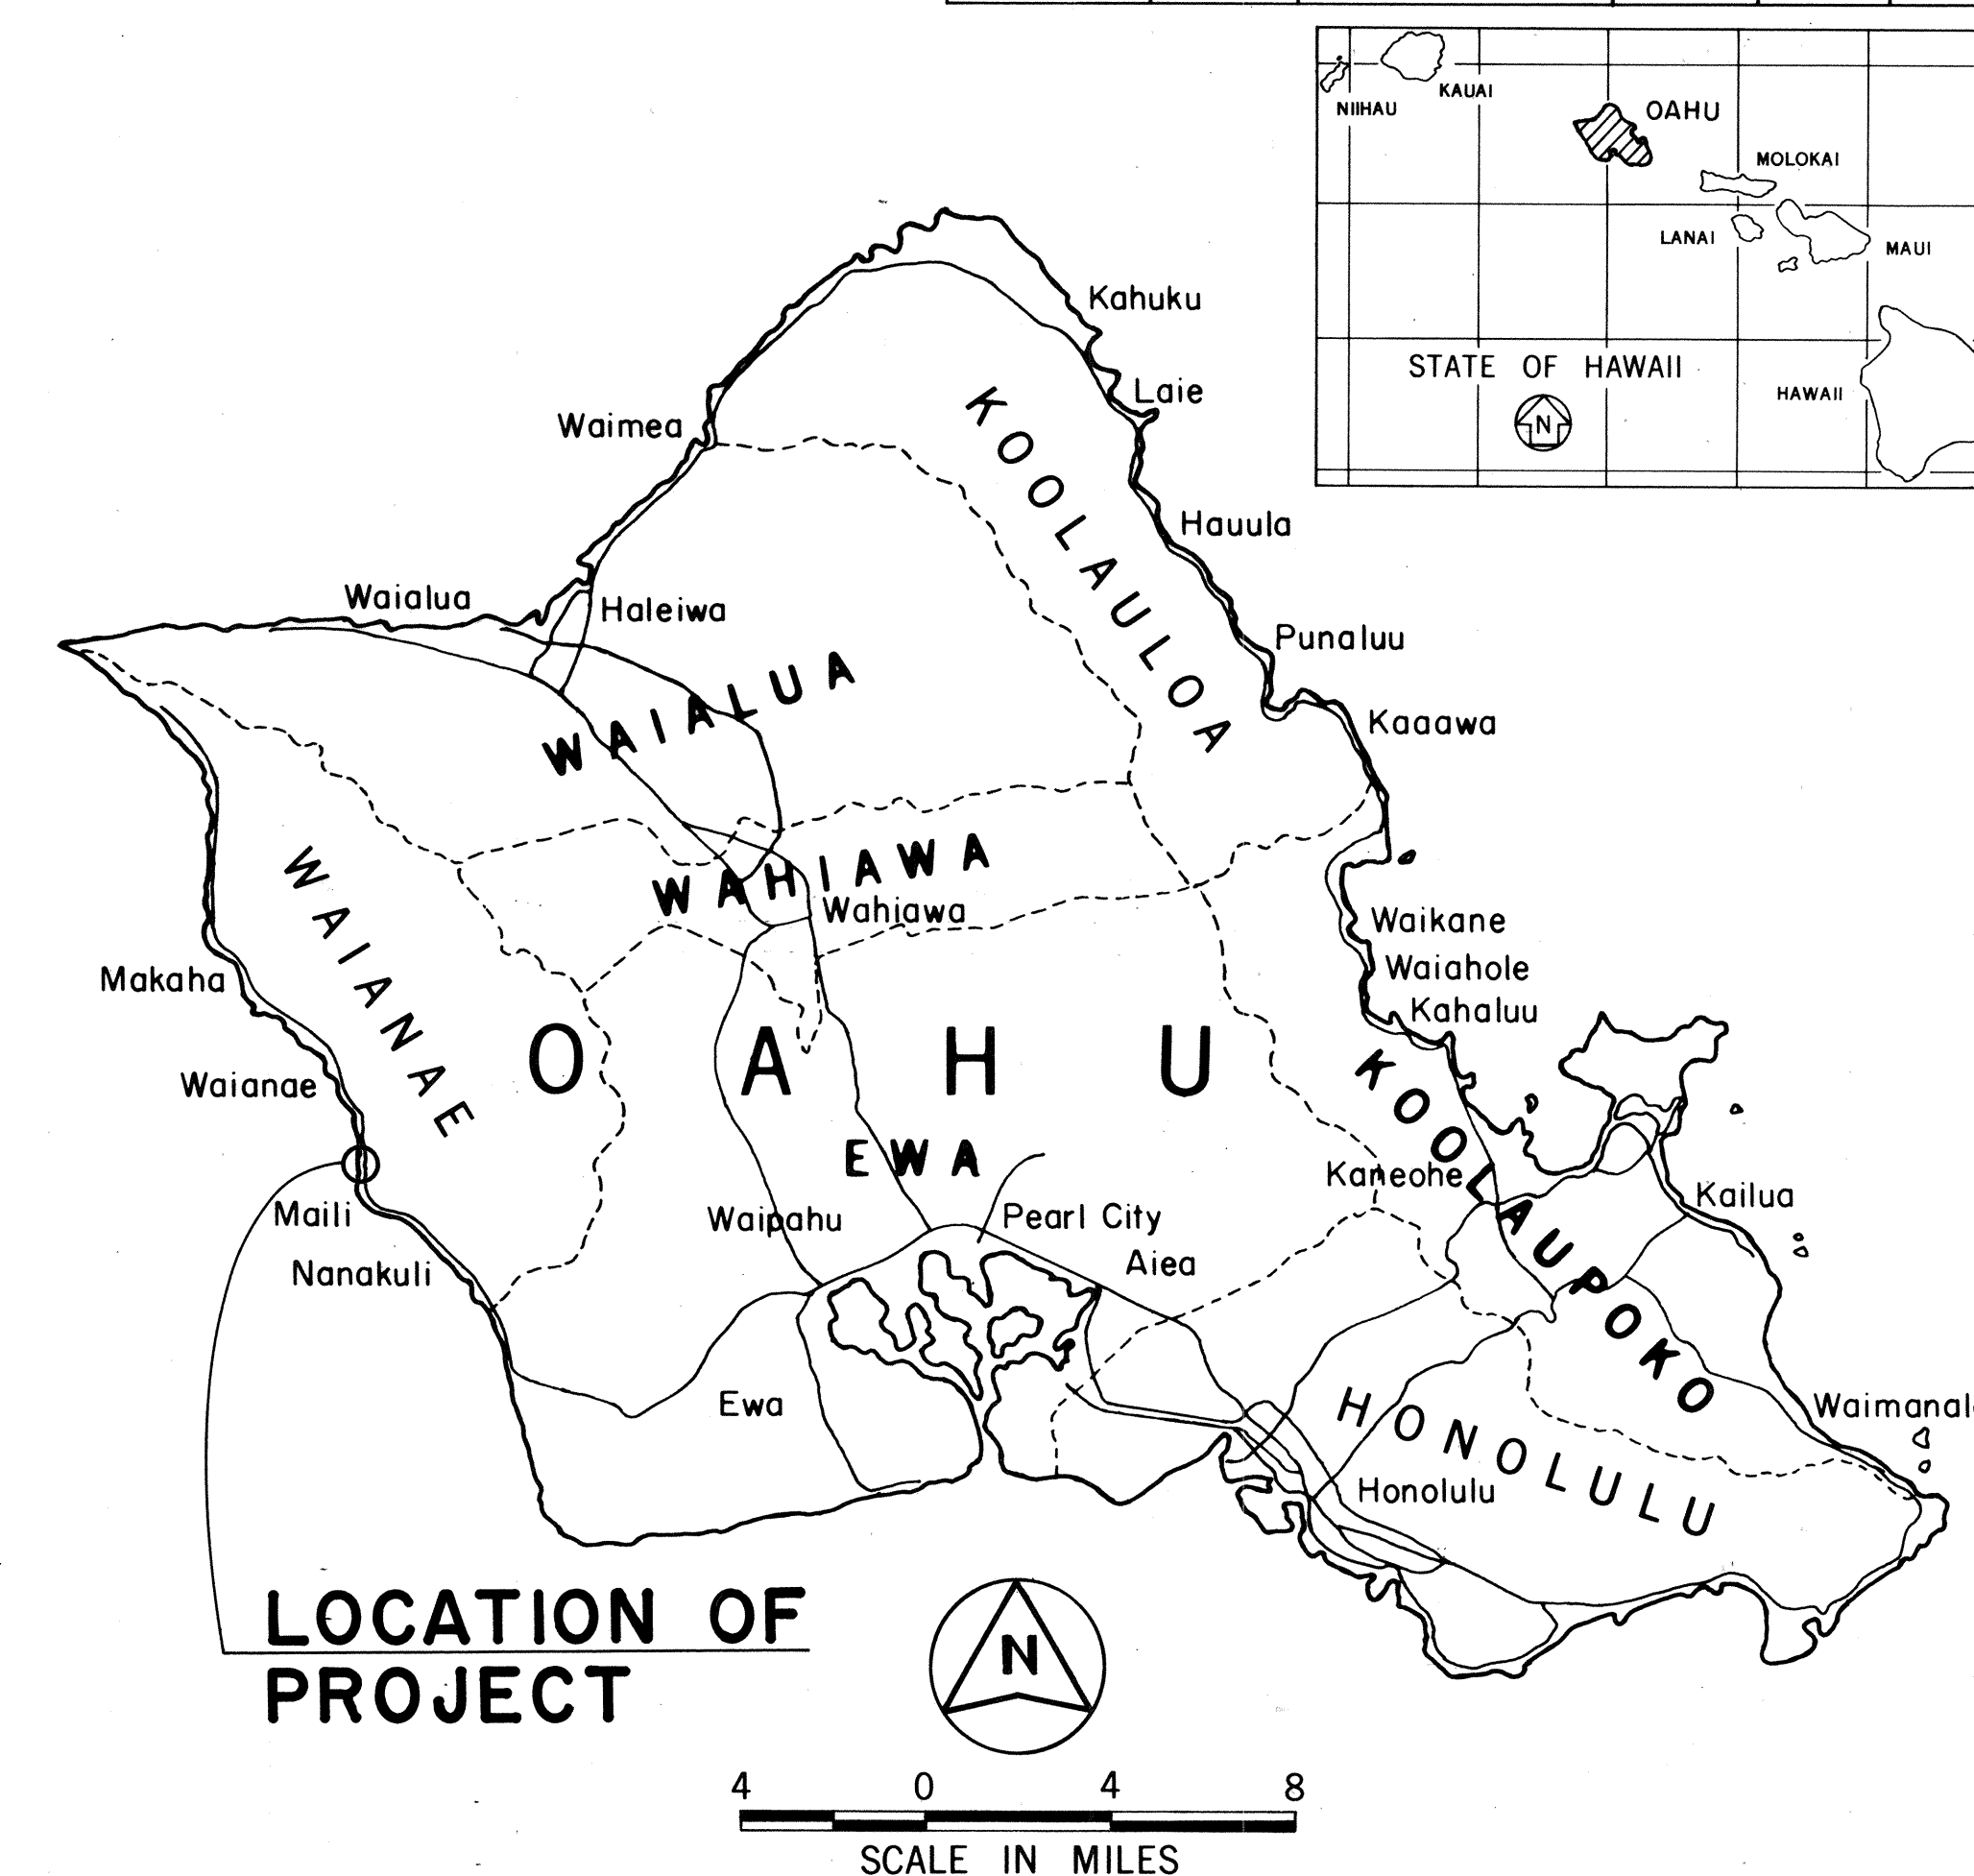 NIIHAU
KAUAI
OAHU
MOLOKAI
LANAI
MAUI
HAWAII
STATE OF HAWAII
N
Kahuku
Laie
Waimea
KOOLAULOA
Hauula
Waialua
Haleiwa
Punaluu
WAIALUA
Kaaawa
WAHIAWA
Wahiawa
WAIANAE
Waikane
Makaha
Waiahole
Kahaluu
OAHU
Waianae
KOOLAUPOKO
EWA
Kaneohe
Kailua
Maili
Waipahu
Pearl City
Nanakuli
Aiea
Ewa
HONOLULU
Waimanal
Honolulu
LOCATION OF
PROJECT
N
4 0 4 8
SCALE IN MILES